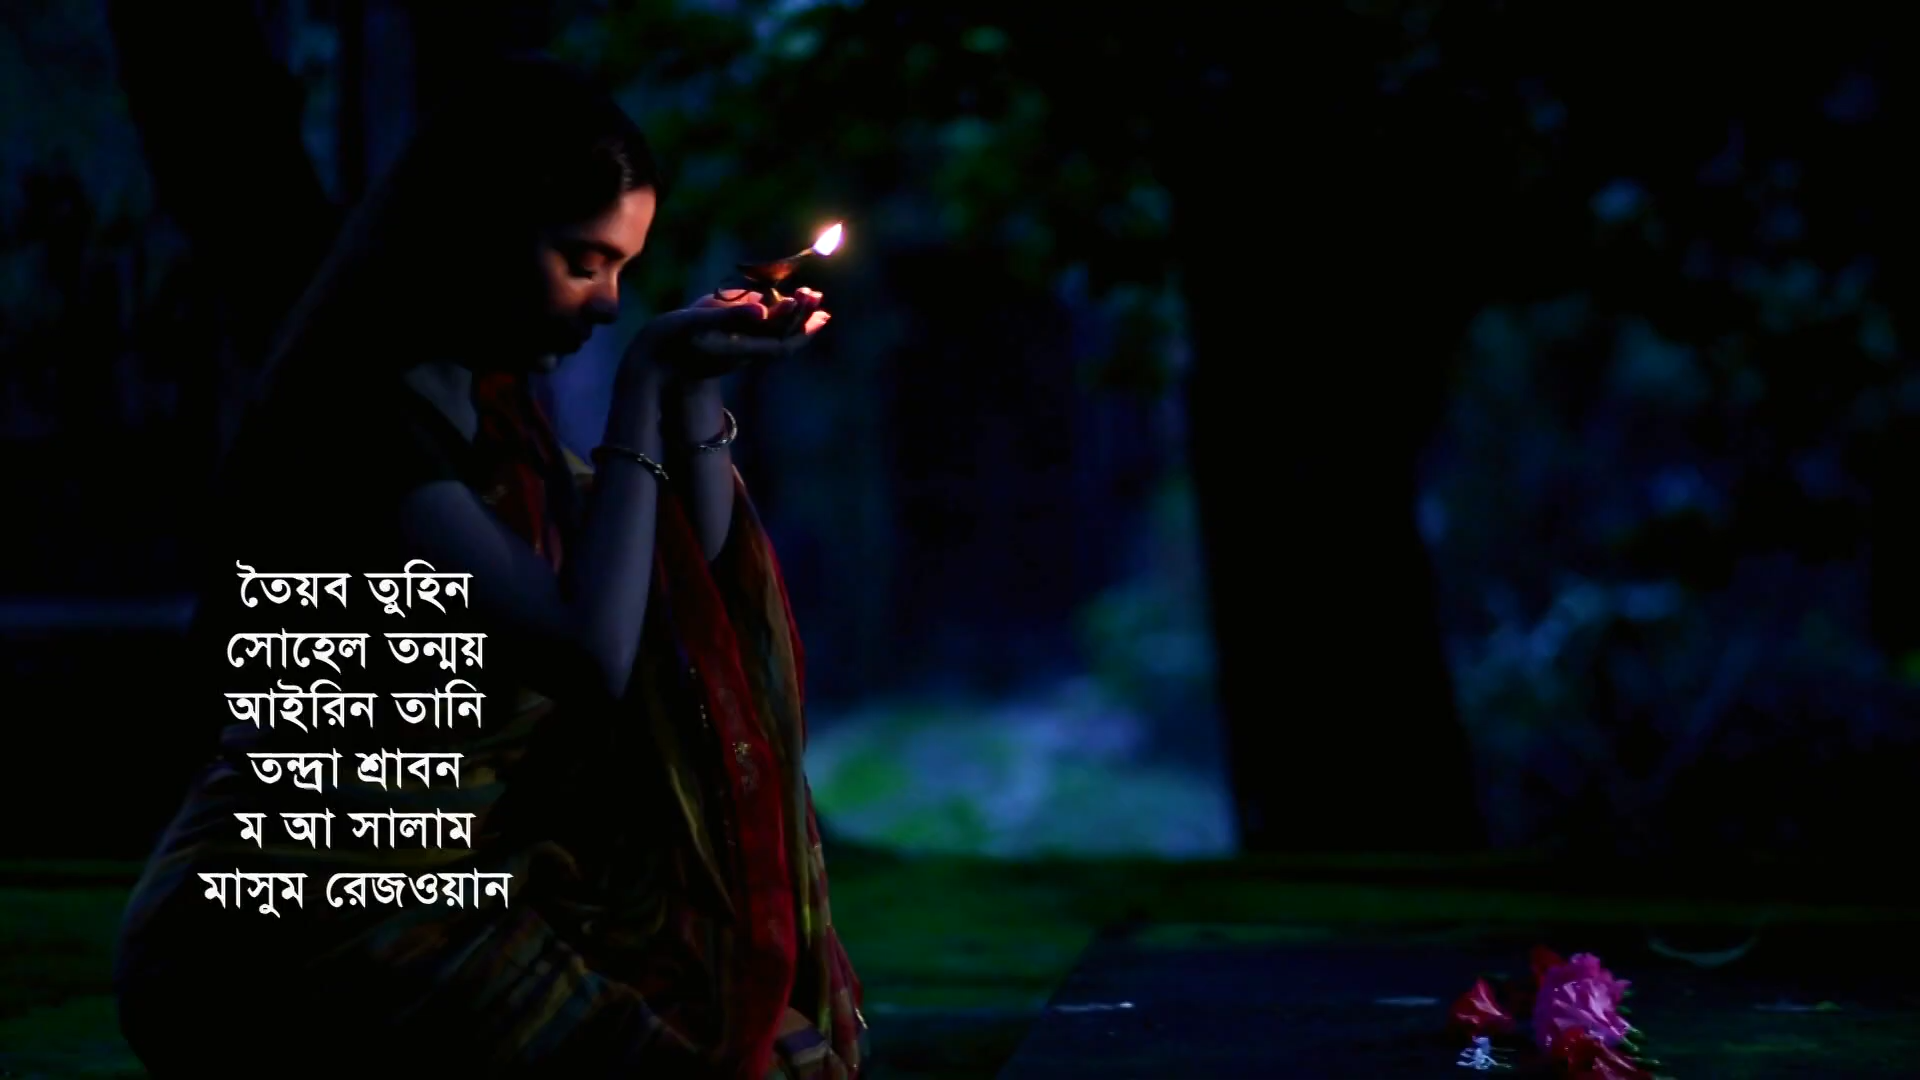 তৈয়ব তুহিন
সোহেল তন্ময়
আইরিন তানি
তন্দ্রা শ্রাবন
ম আ সালাম
মাসুম রেজওয়ান